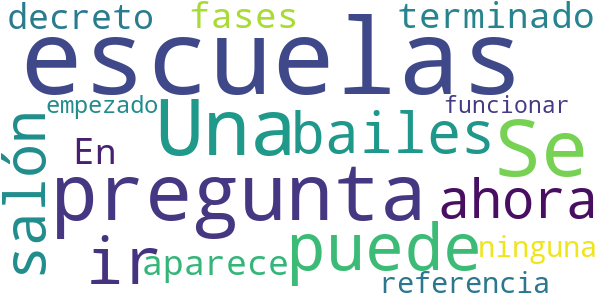 decreto fases terminado
escuelas
empezado Una bailes funcionar
salón En Se
pregunta ahora
ir aparece puede ninguna
referencia